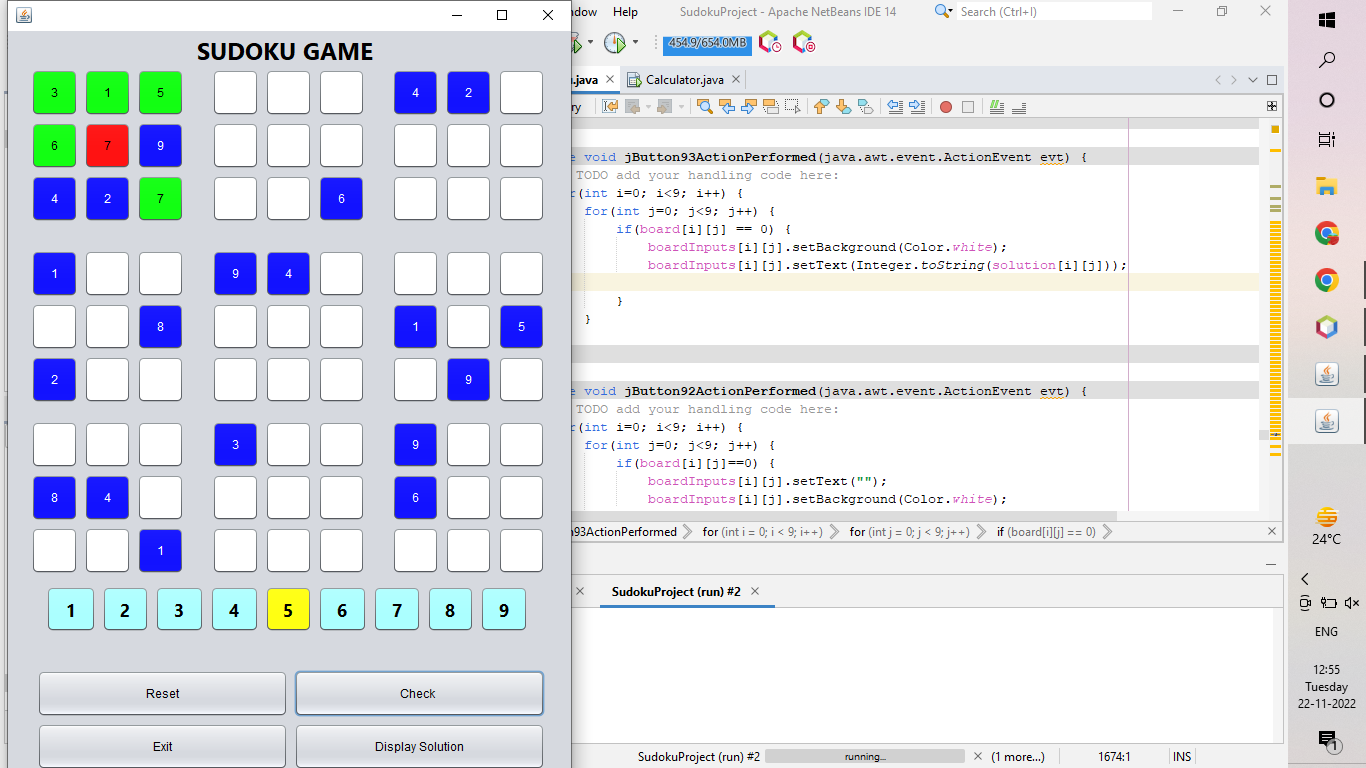 SUDOKU GAME
3 1 5 4 2
6 7 9
4 2 7 6
1 9 4
8 1 5
2 9
3 9
8 4 6
1
1 2 3 4 5 6 7 8 9
Reset Check
Exit Display Solution
Help SudokuProject - Apache NetBeans IDE 14 Search (Ctrl+I)
454.9/654.0MB
.java Calculator.java
void jButton93ActionPerformed(java.awt.event.ActionEvent evt) {
TODO add your handling code here:
(int i=0; i<9; i++) {
for(int j=0; j<9; j++) {
if(board[i][j] == 0) {
boardInputs[i][j].setBackground(Color.white);
boardInputs[i][j].setText(Integer.toString(solution[i][j]));
}
}
void jButton92ActionPerformed(java.awt.event.ActionEvent evt) {
TODO add your handling code here:
(int i=0; i<9; i++) {
for(int j=0; j<9; j++) {
if(board[i][j]==0) {
boardInputs[i][j].setText("");
boardInputs[i][j].setBackground(Color.white);
n93ActionPerformed for (int i = 0; i < 9; i++) for (int j = 0; j < 9; j++) if (board[i][j] == 0)
SudokuProject (run) #2
SudokuProject (run) #2 running... (1 more...) 1674:1 INS
24°C
ENG
12:55
Tuesday
22-11-2022
1